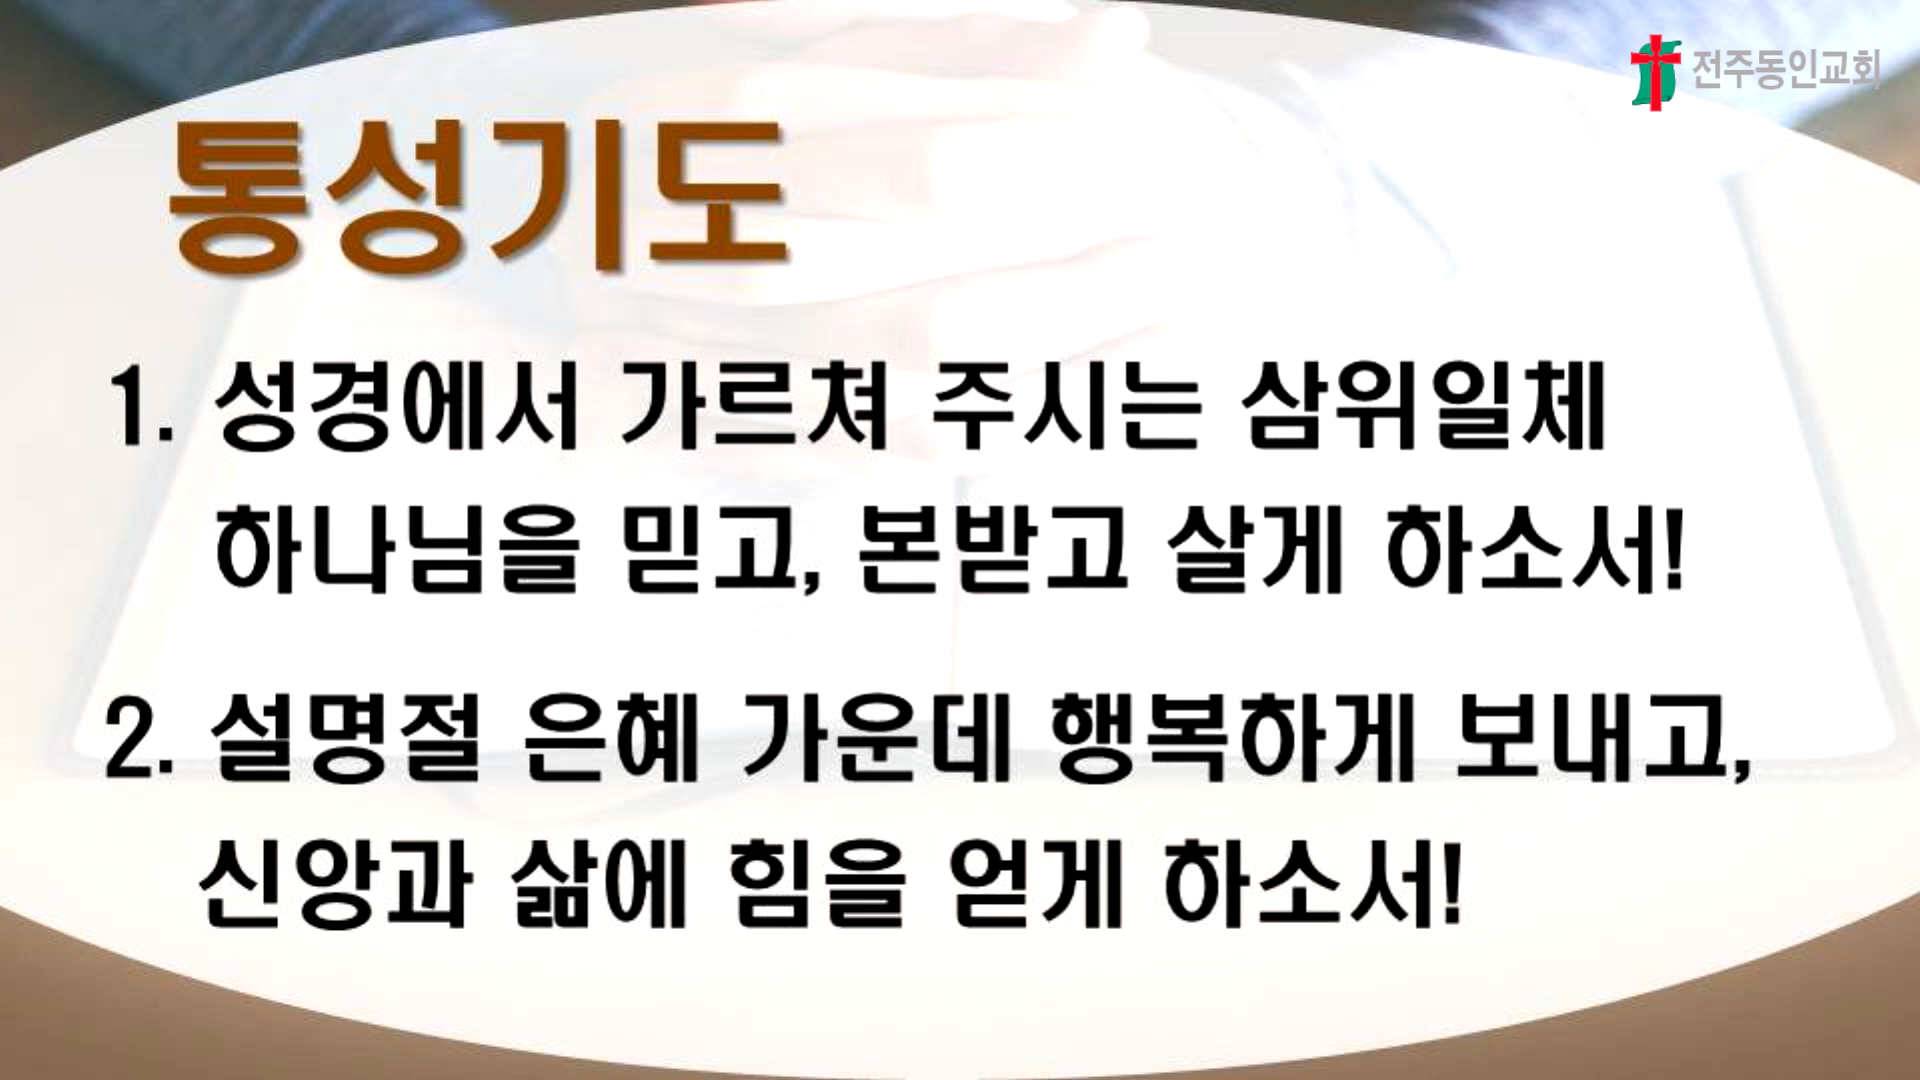 전주동인교회
통성기도
1. 성경에서 가르쳐 주시는 삼위일체
하나님을 믿고, 본받고 살게 하소서!
2. 설명절 은혜 가운데 행복하게 보내고,
신앙과 삶에 힘을 얻게 하소서!